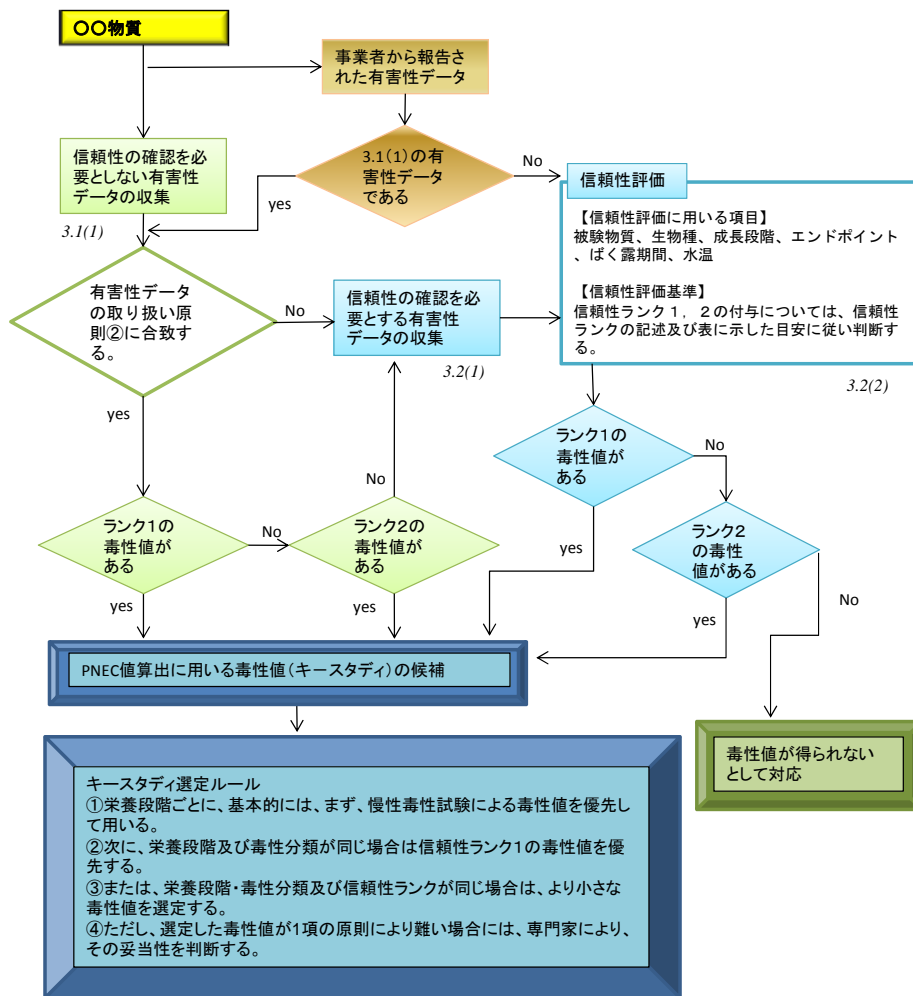 〇〇物質
事業者から報告さ
れた有害性データ
信頼性の確認を必
要としない有害性
データの収集
3.1(1)
3.1(1)の有
害性データ
である
No
yes
信頼性評価
【信頼性評価に用いる項目】
被験物質、生物種、成長段階、エンドポイント
、ばく露期間、水温
【信頼性評価基準】
信頼性ランク1，2の付与については、信頼性
ランクの記述及び表に示した目安に従い判断す
る。
3.2(2)
有害性データ
の取り扱い原
則②に合致す
る。
No
yes
信頼性の確認を必
要とする有害性
データの収集
3.2(1)
ランク1の
毒性値が
ある
No
yes
ランク2
の毒性
値がある
No
yes
ランク1の
毒性値が
ある
No
yes
ランク2の
毒性値が
ある
No
yes
PNEC値算出に用いる毒性値(キースタディ)の候補
毒性値が得られない
として対応
キースタディ選定ルール
①栄養段階ごとに、基本的には、まず、慢性毒性試験による毒性値を優先し
て用いる。
②次に、栄養段階及び毒性分類が同じ場合は信頼性ランク1の毒性値を優
先する。
③または、栄養段階・毒性分類及び信頼性ランクが同じ場合は、より小さな
毒性値を選定する。
④ただし、選定した毒性値が1項の原則により難い場合には、専門家により、
その妥当性を判断する。